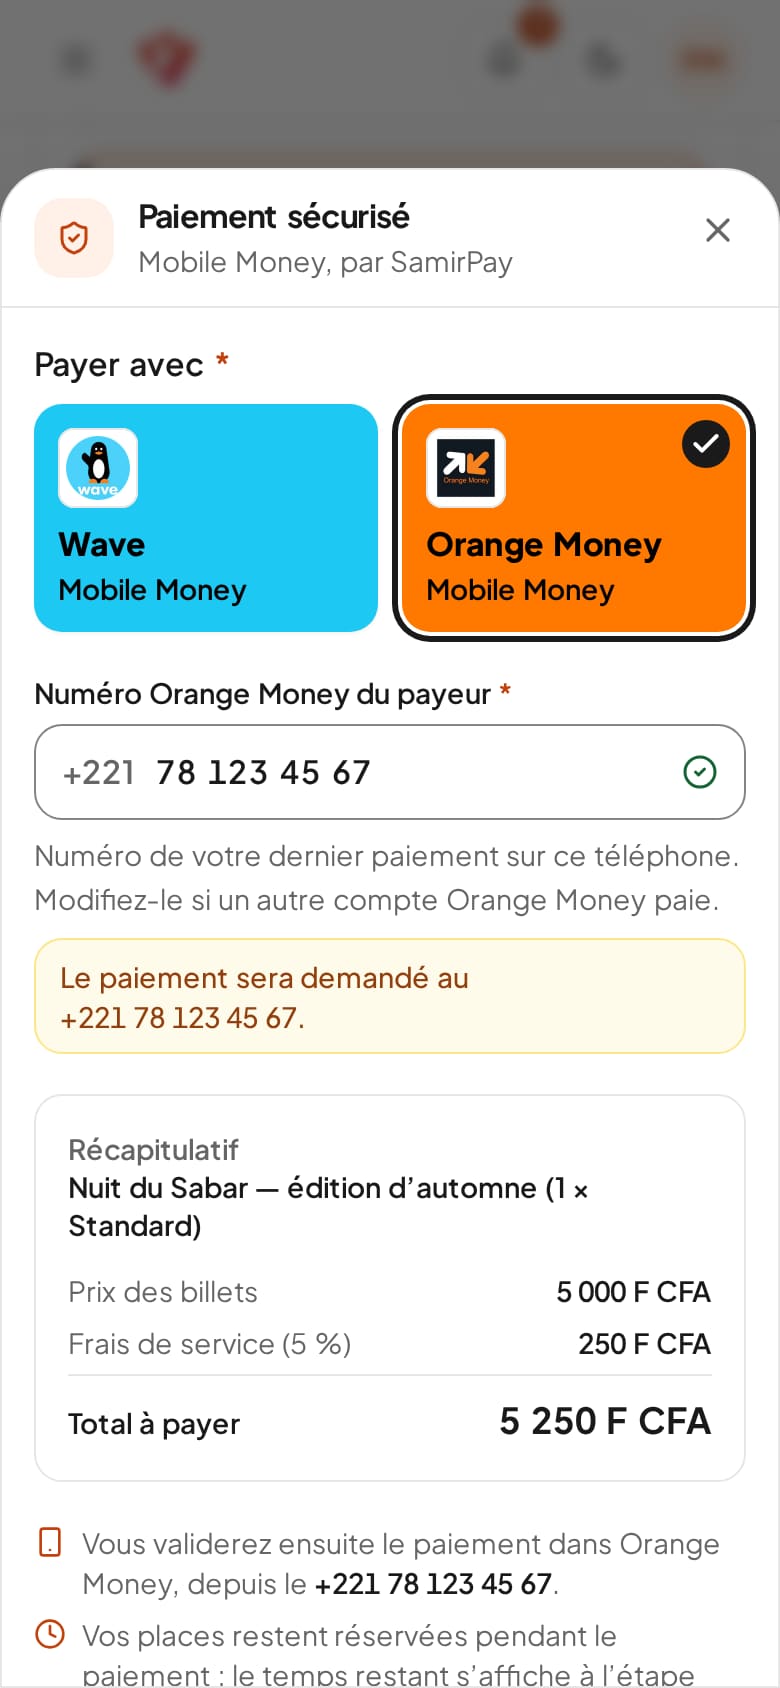 Paiement sécurisé
Mobile Money, par SamirPay
Payer avec *
wave
Wave
Mobile Money
Orange Money
Orange Money
Mobile Money
Numéro Orange Money du payeur *
+221 78 123 45 67
Numéro de votre dernier paiement sur ce téléphone.
Modifiez-le si un autre compte Orange Money paie.
Le paiement sera demandé au
+221 78 123 45 67.
Récapitulatif
Nuit du Sabar — édition d’automne (1 ×
Standard)
Prix des billets 5 000 F CFA
Frais de service (5 %) 250 F CFA
Total à payer 5 250 F CFA
Vous validerez ensuite le paiement dans Orange
Money, depuis le +221 78 123 45 67.
Vos places restent réservées pendant le
paiement : le temps restant s’affiche à l’étape